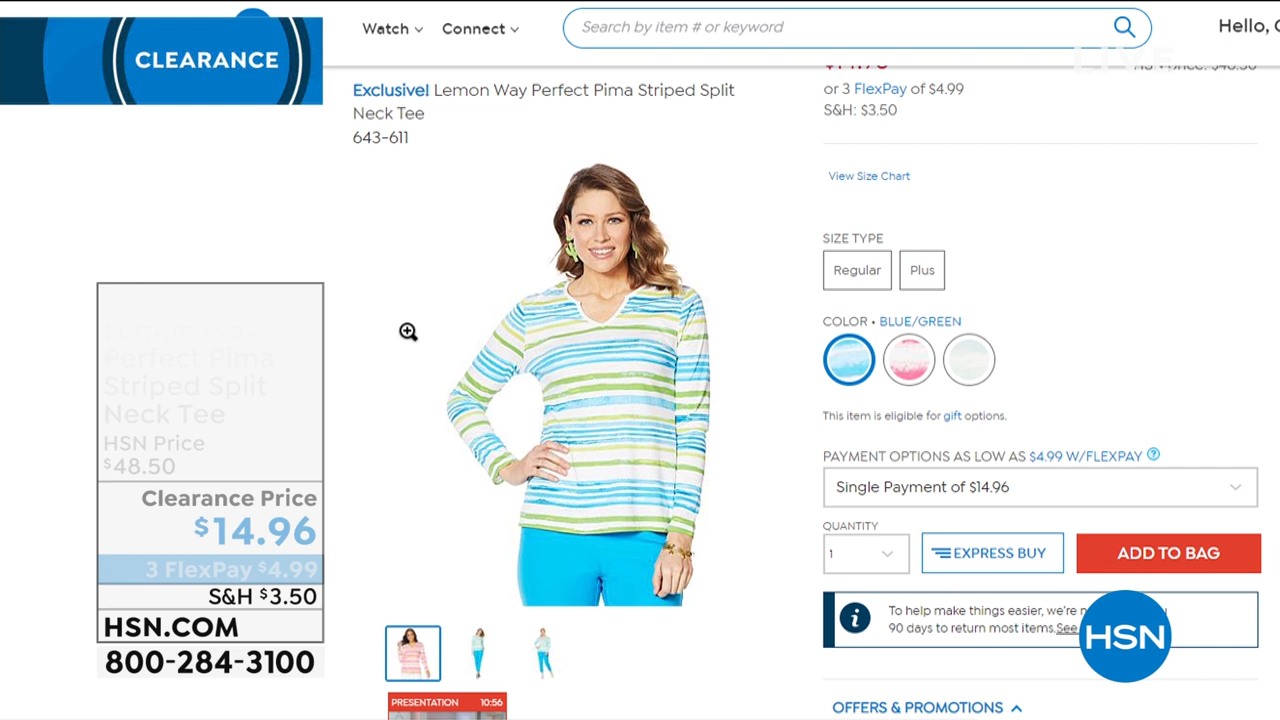 CLEARANCE
Watch
Connect
Search by item # or keyword
Hello,
LIVE
Exclusive! Lemon Way Perfect Pima Striped Split
Neck Tee
643-611
or 3 FlexPay of $4.99
S&H: $3.50
View Size Chart
SIZE TYPE
Regular
Plus
COLOR • BLUE/GREEN
This item is eligible for gift options.
PAYMENT OPTIONS AS LOW AS $4.99 W/FLEXPAY ?
Single Payment of $14.96
QUANTITY
1
EXPRESS BUY
ADD TO BAG
i
To help make things easier, we're
90 days to return most items. See
HSN
OFFERS & PROMOTIONS
Lemon Way
Perfect Pima
Striped Split
Neck Tee
HSN Price
$48.50
Clearance Price
$14.96
3 FlexPay $4.99
S&H $3.50
HSN.COM
800-284-3100
PRESENTATION 10:56